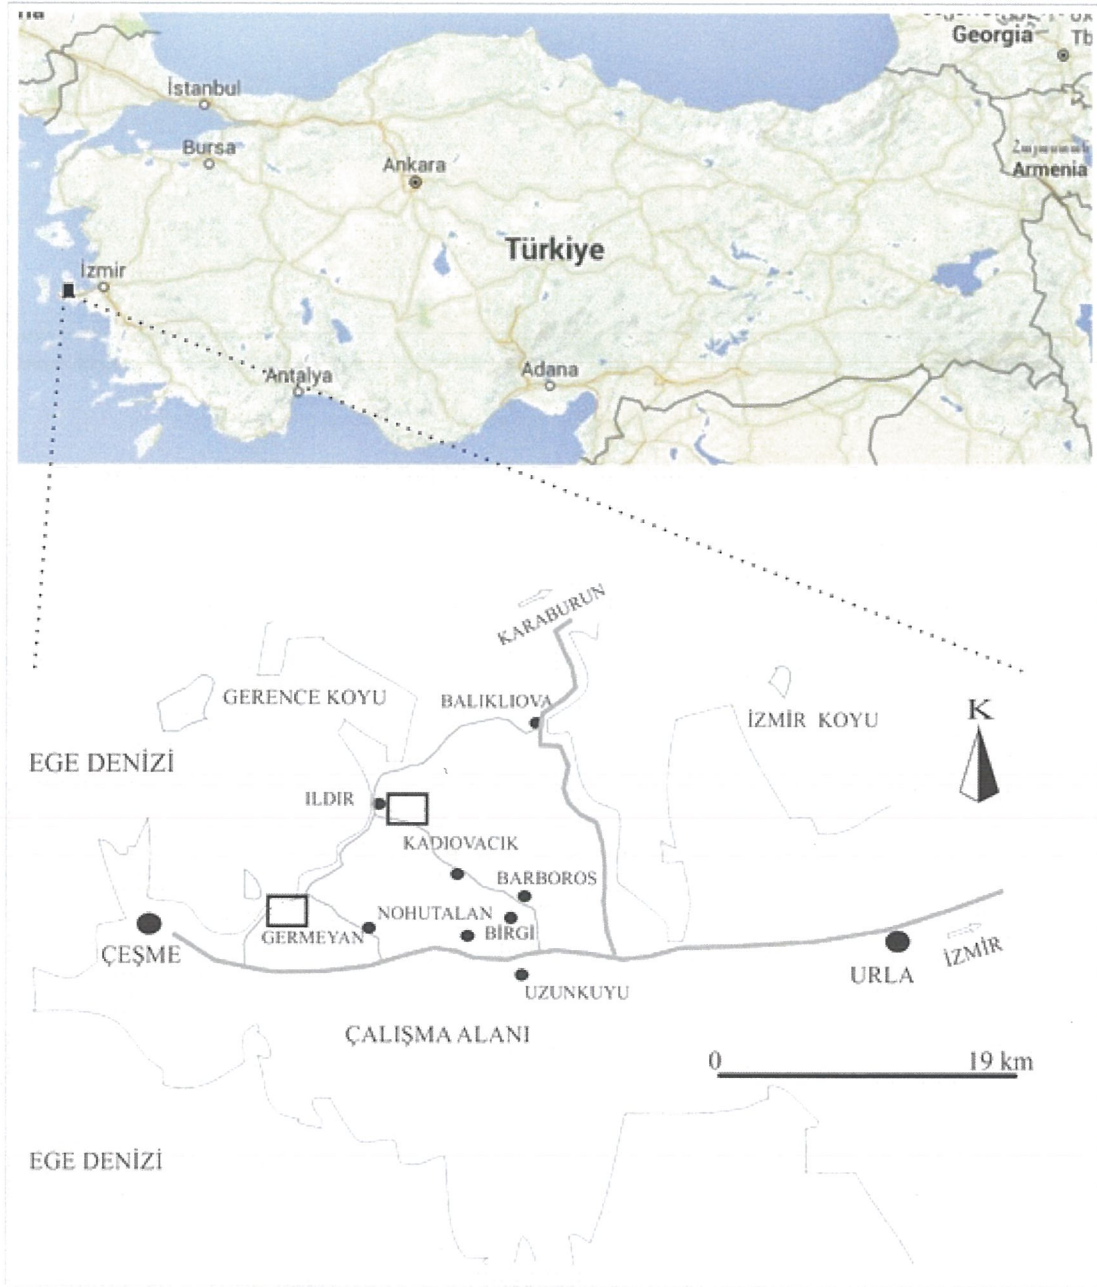 Georgia
Tb
İstanbul
Bursa
Ankara
Armenia
Türkiye
İzmir
Antalya
Adana
KARABURUN
GERENCE KOYU
BALIKLIOVA
İZMİR KOYU
K
EGE DENİZİ
ILDIR
KADIOVACIK
BARBOROS
NOHUTALAN
GERMEYAN
BİRGİ
ÇEŞME
URLA
İZMİR
UZUNKUYU
ÇALIŞMA ALANI
0 19 km
EGE DENİZİ